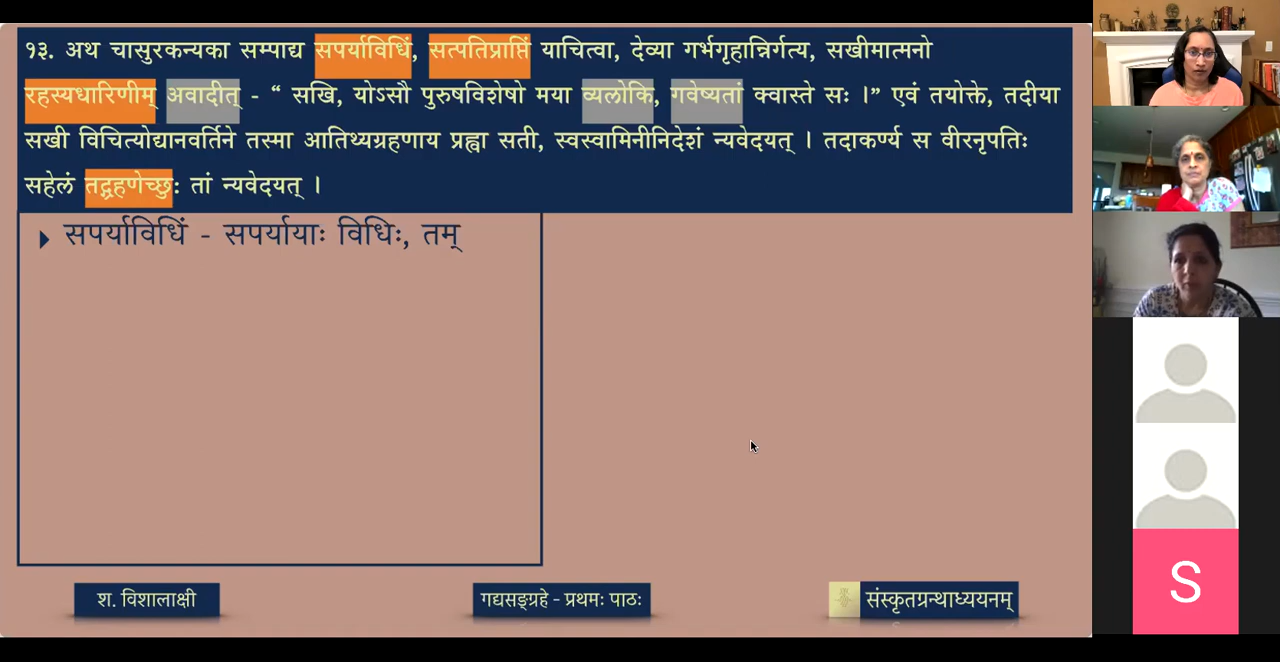 १३. अथ चासुरकन्यका सम्पाद्य सपर्याविधिं, सत्पतिप्राप्तिं याचित्वा, देव्या गर्भगृहान्निर्गत्य, सखीमात्मनो
रहस्यधारिणीम् अवादीत् - “ सखि, योऽसौ पुरुषविशेषो मया व्यलोकि, गवेष्यतां क्वास्ते सः ।” एवं तयोक्ते, तदीया
सखी विचित्योद्यानवर्तिने तस्मा आतिथ्यग्रहणाय प्रह्वा सती, स्वस्वामिनीनिदेशं न्यवेदयत् । तदाकर्ण्य स वीरनृपतिः
सहेलं तद्ग्रहणेच्छुः तां न्यवेदयत् ।
सपर्याविधिं - सपर्यायाः विधिः, तम्
श. विशालाक्षी
गद्यसङ्ग्रहे - प्रथमः पाठः
संस्कृतग्रन्थाध्ययनम्
S